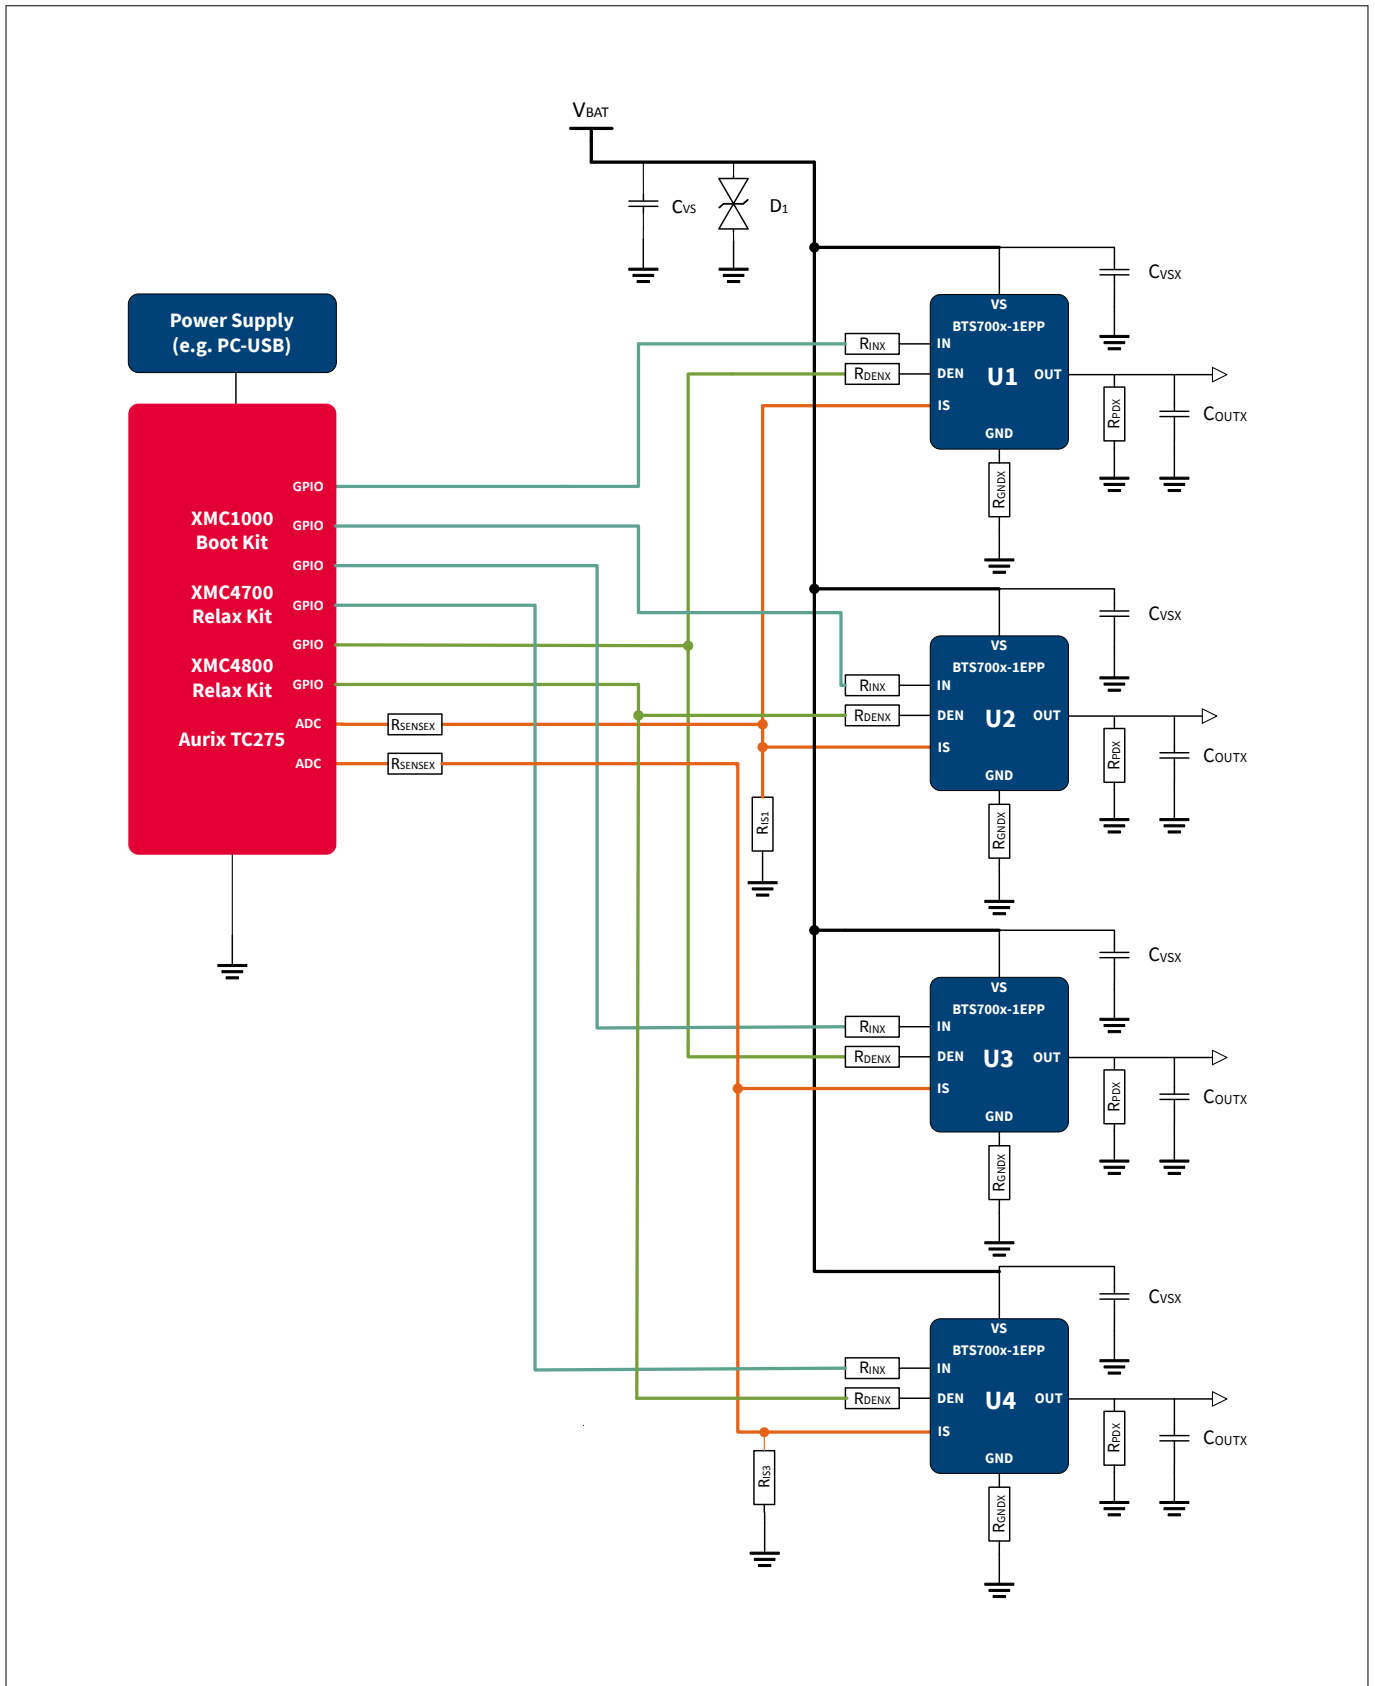 VBAT
CVS
D1
Power Supply
(e.g. PC-USB)
XMC1000
Boot Kit
XMC4700
Relax Kit
XMC4800
Relax Kit
Aurix TC275
GPIO
GPIO
GPIO
GPIO
GPIO
GPIO
ADC
ADC
RSENSEX
RSENSEX
RIS1
RIS3
CVSX
VS
BTS700x-1EPP
RINX
IN
RDENX
DEN
U1
OUT
IS
GND
RGNDX
RPDX
COUTX
CVSX
VS
BTS700x-1EPP
RINX
IN
RDENX
DEN
U2
OUT
IS
GND
RGNDX
RPDX
COUTX
CVSX
VS
BTS700x-1EPP
RINX
IN
RDENX
DEN
U3
OUT
IS
GND
RGNDX
RPDX
COUTX
CVSX
VS
BTS700x-1EPP
RINX
IN
RDENX
DEN
U4
OUT
IS
GND
RGNDX
RPDX
COUTX